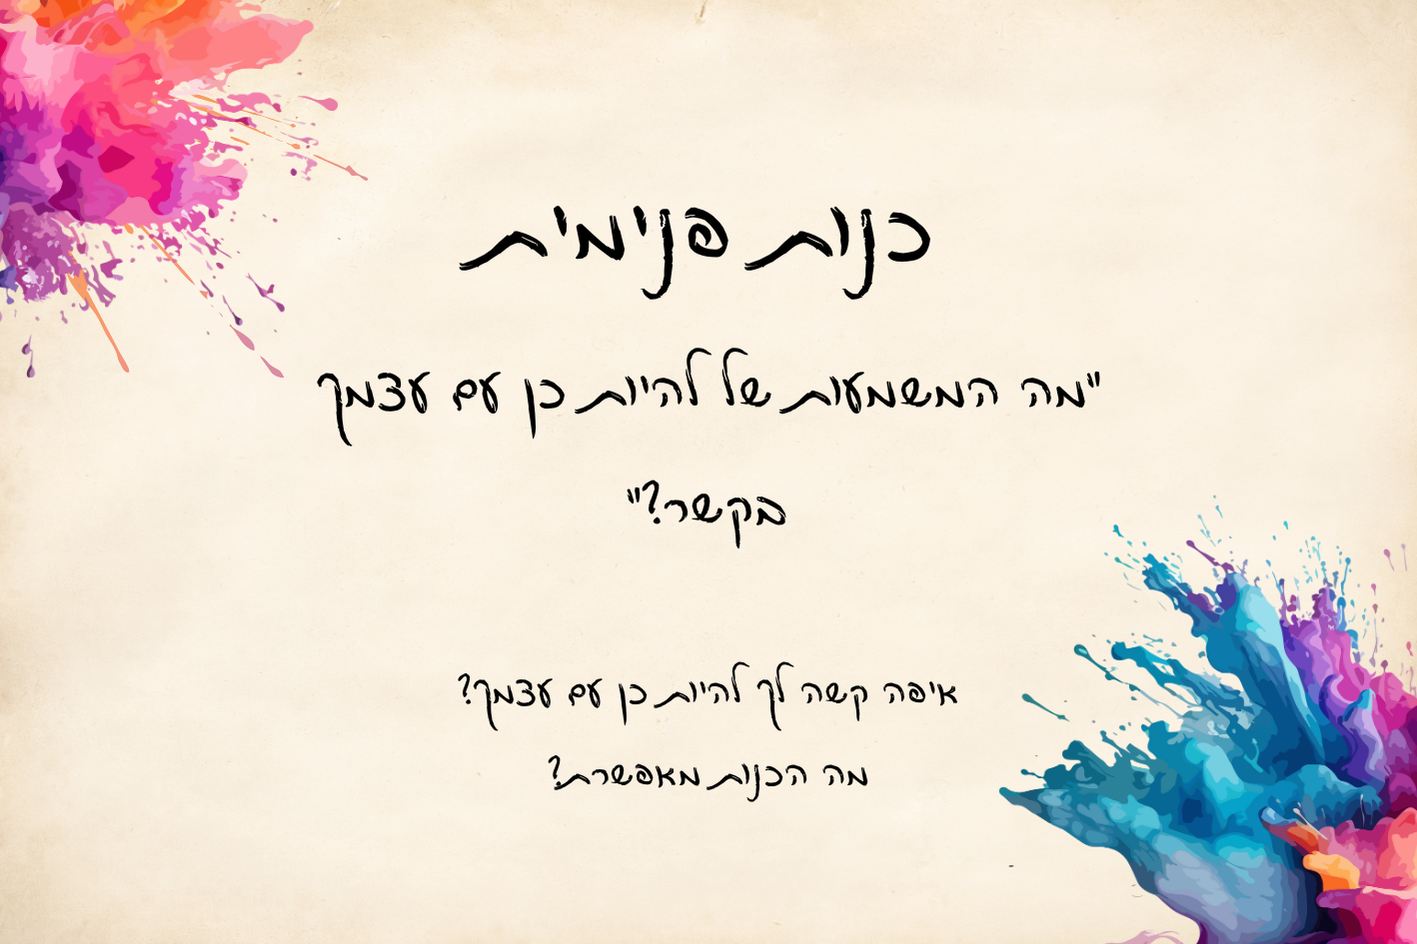 כנות פנימית
"מה המשמעות של להיות כן עם עצמך
בקשר?"
איפה קשה לך להיות כן עם עצמך?
מה הכנות מאפשרת?